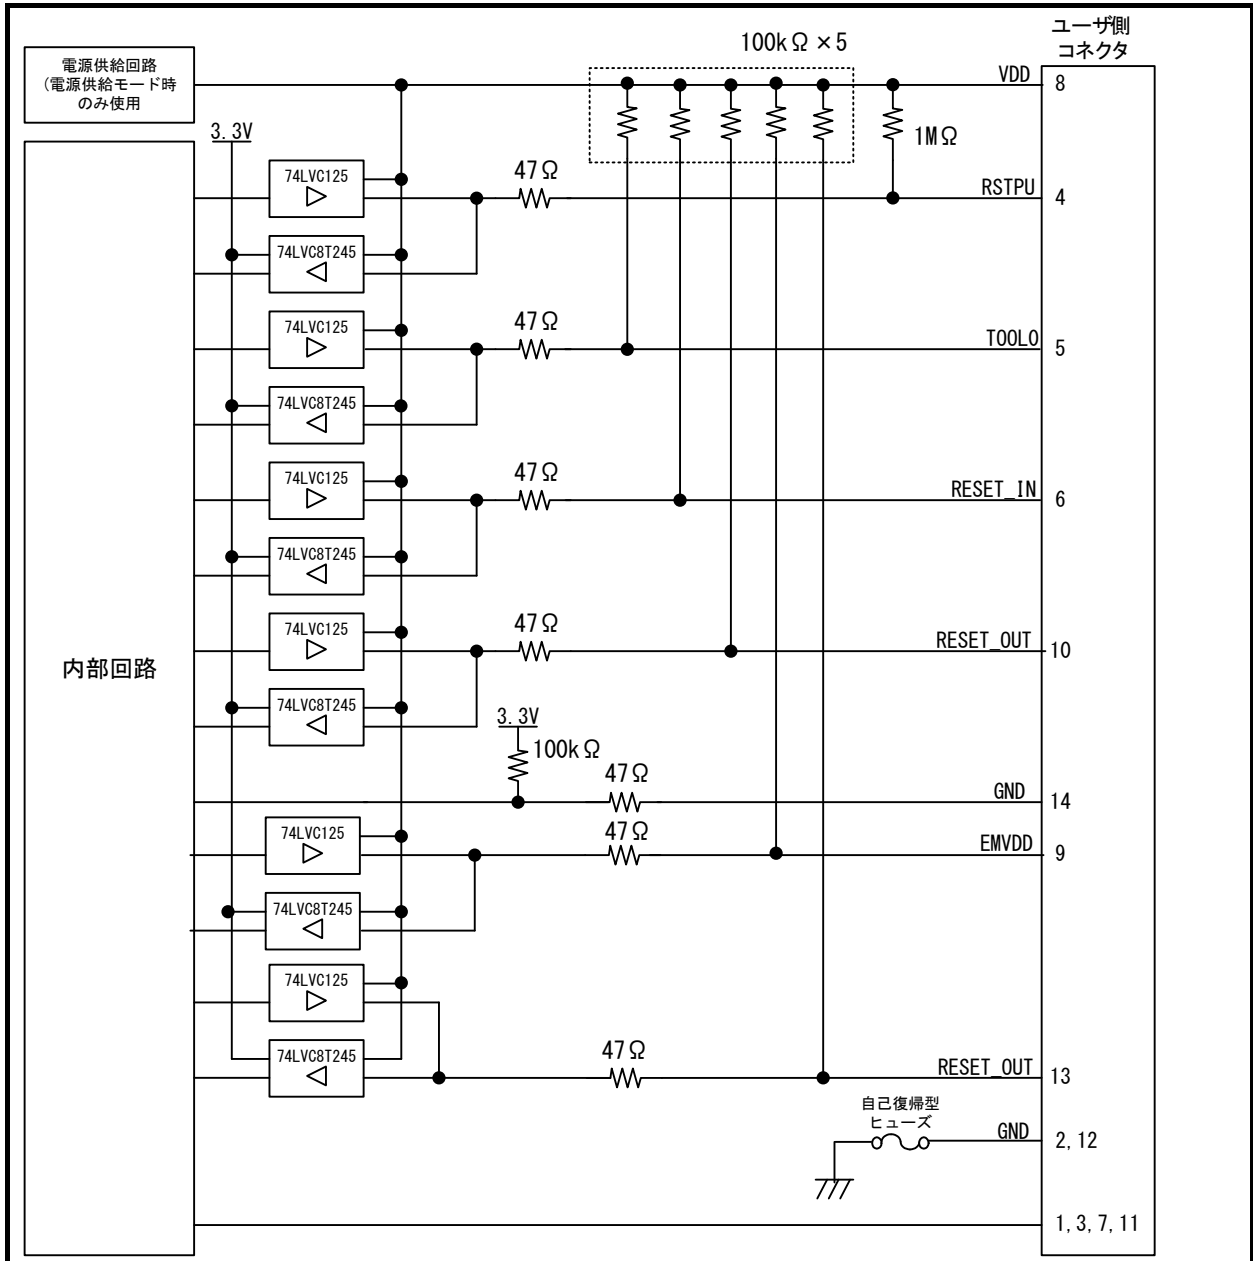 ユーザ側
コネクタ
100kΩ×5
電源供給回路
(電源供給モード時
のみ使用
VDD
8
3.3V
1MΩ
74LVC125
47Ω
RSTPU
4
74LVC8T245
74LVC125
47Ω
TOOL0
5
74LVC8T245
74LVC125
47Ω
RESET_IN
6
74LVC8T245
74LVC125
47Ω
RESET_OUT
10
内部回路
74LVC8T245
3.3V
100kΩ
47Ω
GND
14
74LVC125
47Ω
EMVDD
9
74LVC8T245
74LVC125
74LVC8T245
47Ω
RESET_OUT
13
自己復帰型
ヒューズ
GND
2,12
1,3,7,11